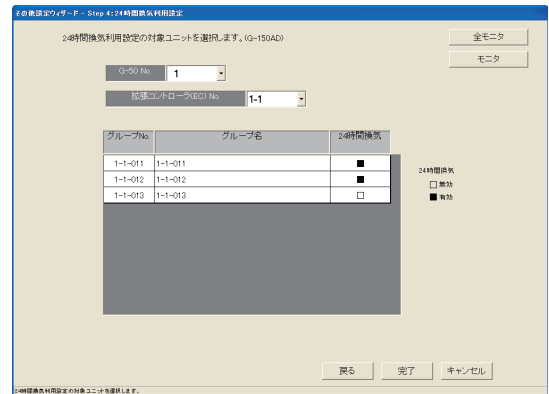 その他設定ウィザード - Step 4:24時間換気利用設定
24時間換気利用設定の対象ユニットを選択します。(G-150AD)
全モニタ
モニタ
G-50 No. 1
拡張コントローラ(EC) No. 1-1
グループNo. グループ名 24時間換気
1-1-011 1-1-011 ■
1-1-012 1-1-012 ■
1-1-013 1-1-013 □
24時間換気
□ 無効
■ 有効
戻る 完了 キャンセル
24時間換気利用設定の対象ユニットを選択します。